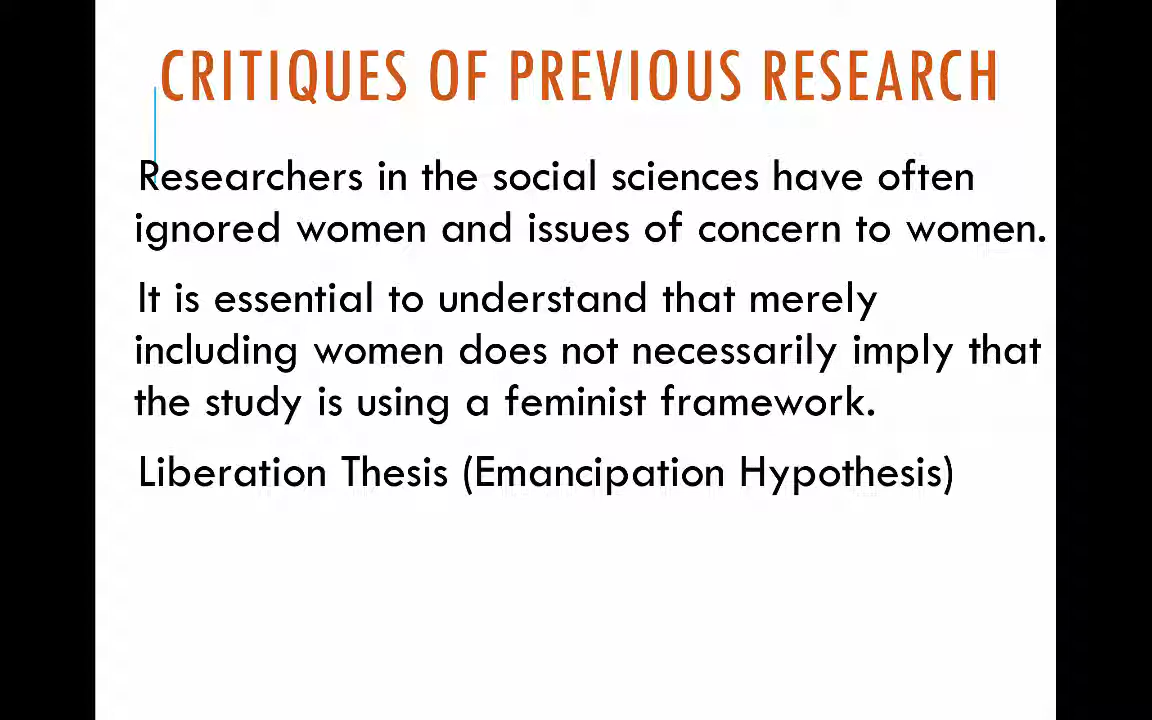 CRITIQUES OF PREVIOUS RESEARCH
Researchers in the social sciences have often
ignored women and issues of concern to women.
It is essential to understand that merely
including women does not necessarily imply that
the study is using a feminist framework.
Liberation Thesis (Emancipation Hypothesis)